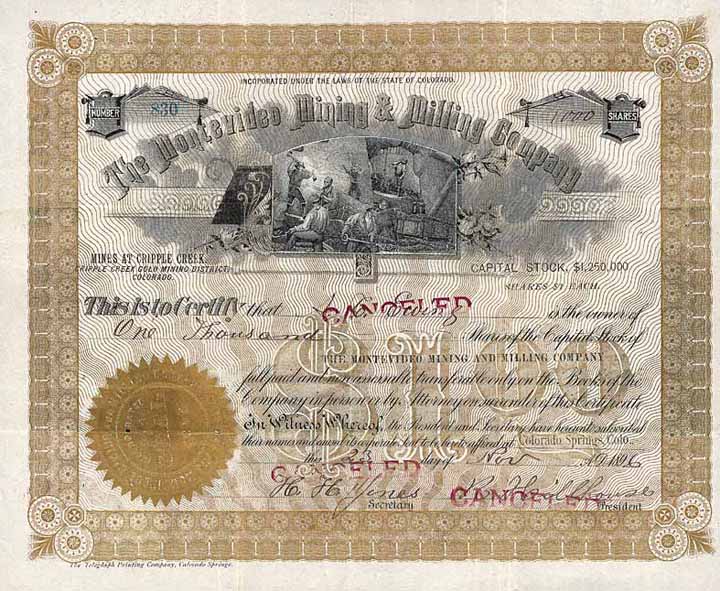 INCORPORATED UNDER THE LAWS OF THE STATE OF COLORADO.
NUMBER 830
1000 SHARES
The Montevideo Mining & Milling Company
MINES AT CRIPPLE CREEK.
CRIPPLE CREEK GOLD MINING DISTRICT
COLORADO.
CAPITAL STOCK, $1,250,000
SHARES $1. EACH.
This Is to Certify that Ewing is the owner of
CANCELED
One Thousand Shares of the Capital Stock of
$1.00
THE MONTEVIDEO MINING AND MILLING COMPANY
full paid and non assessable transferable only on the Books of the
Company in person or by Attorney on surrender of this Certificate
In Witness Whereof, the President and Secretary have hereunto subscribed
their names and caused its corporate Seal to be hereto affixed at Colorado Springs, Colo.,
the 23 day of Nov A.D. 1896
CANCELED
CANCELED
H. H.
Secretary
President
The Telegraph Printing Company, Colorado Springs.